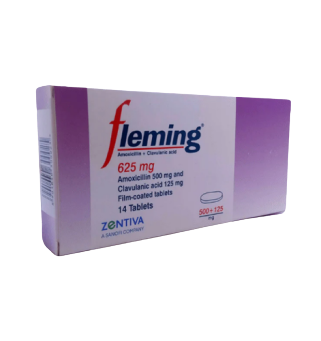 fleming®
Amoxicillin + Clavulanic acid
625 mg
Amoxicillin 500 mg and
Clavulanic acid 125 mg
Film-coated tablets
14 Tablets
ZENTIVA
A SANOFI COMPANY
500+125
mg